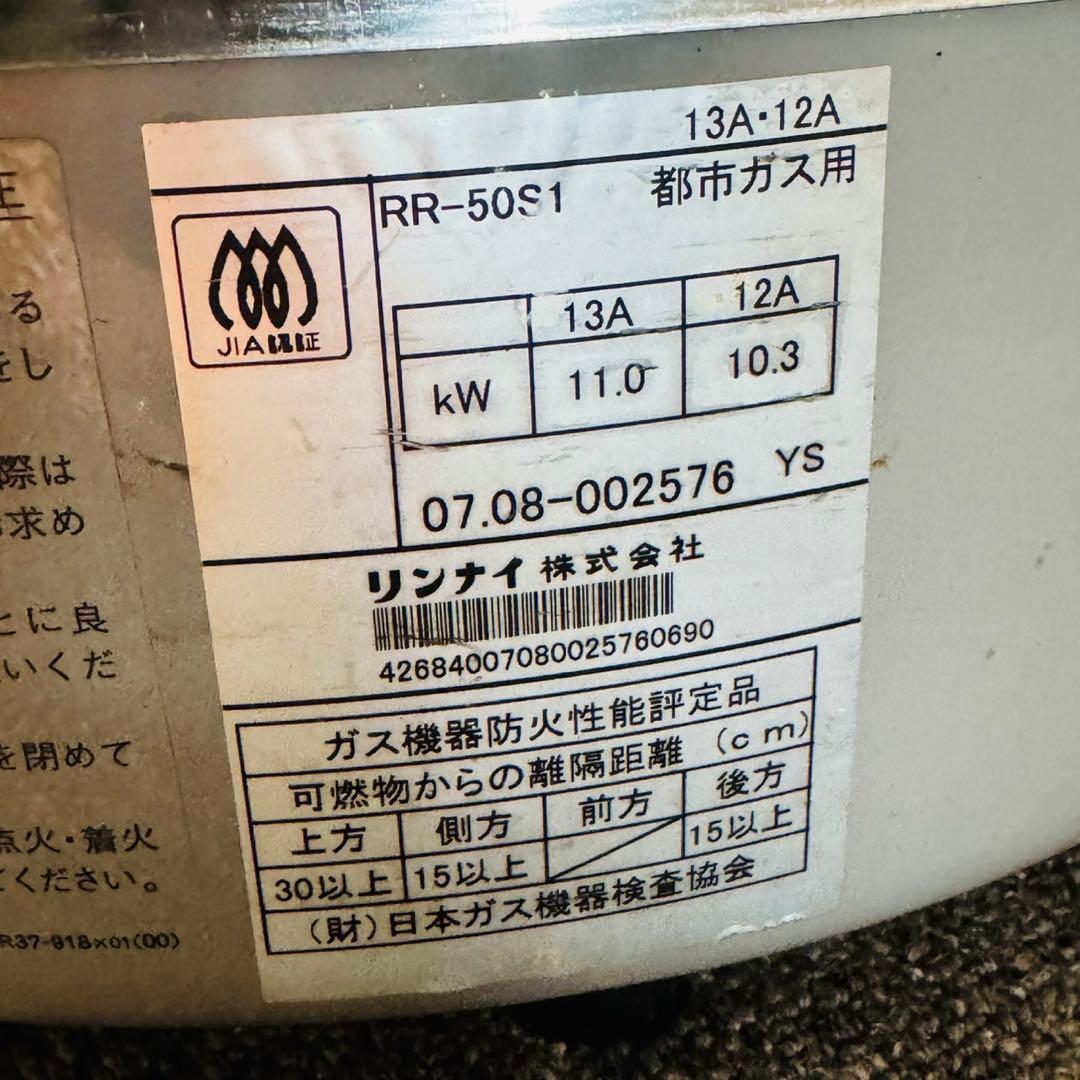 13A・12A
RR-50S1 都市ガス用
JIA認証
13A 12A
kW 11.0 10.3
07.08-002576 YS
リンナイ株式会社
42684007080025760690
ガス機器防火性能評定品
可燃物からの離隔距離 (cm)
上方 側方 前方 後方
30以上 15以上 15以上
(財)日本ガス機器検査協会
る
をし
際は
求め
とに良
いくだ
を閉めて
点火・着火
てください。
R37-918×01(00)